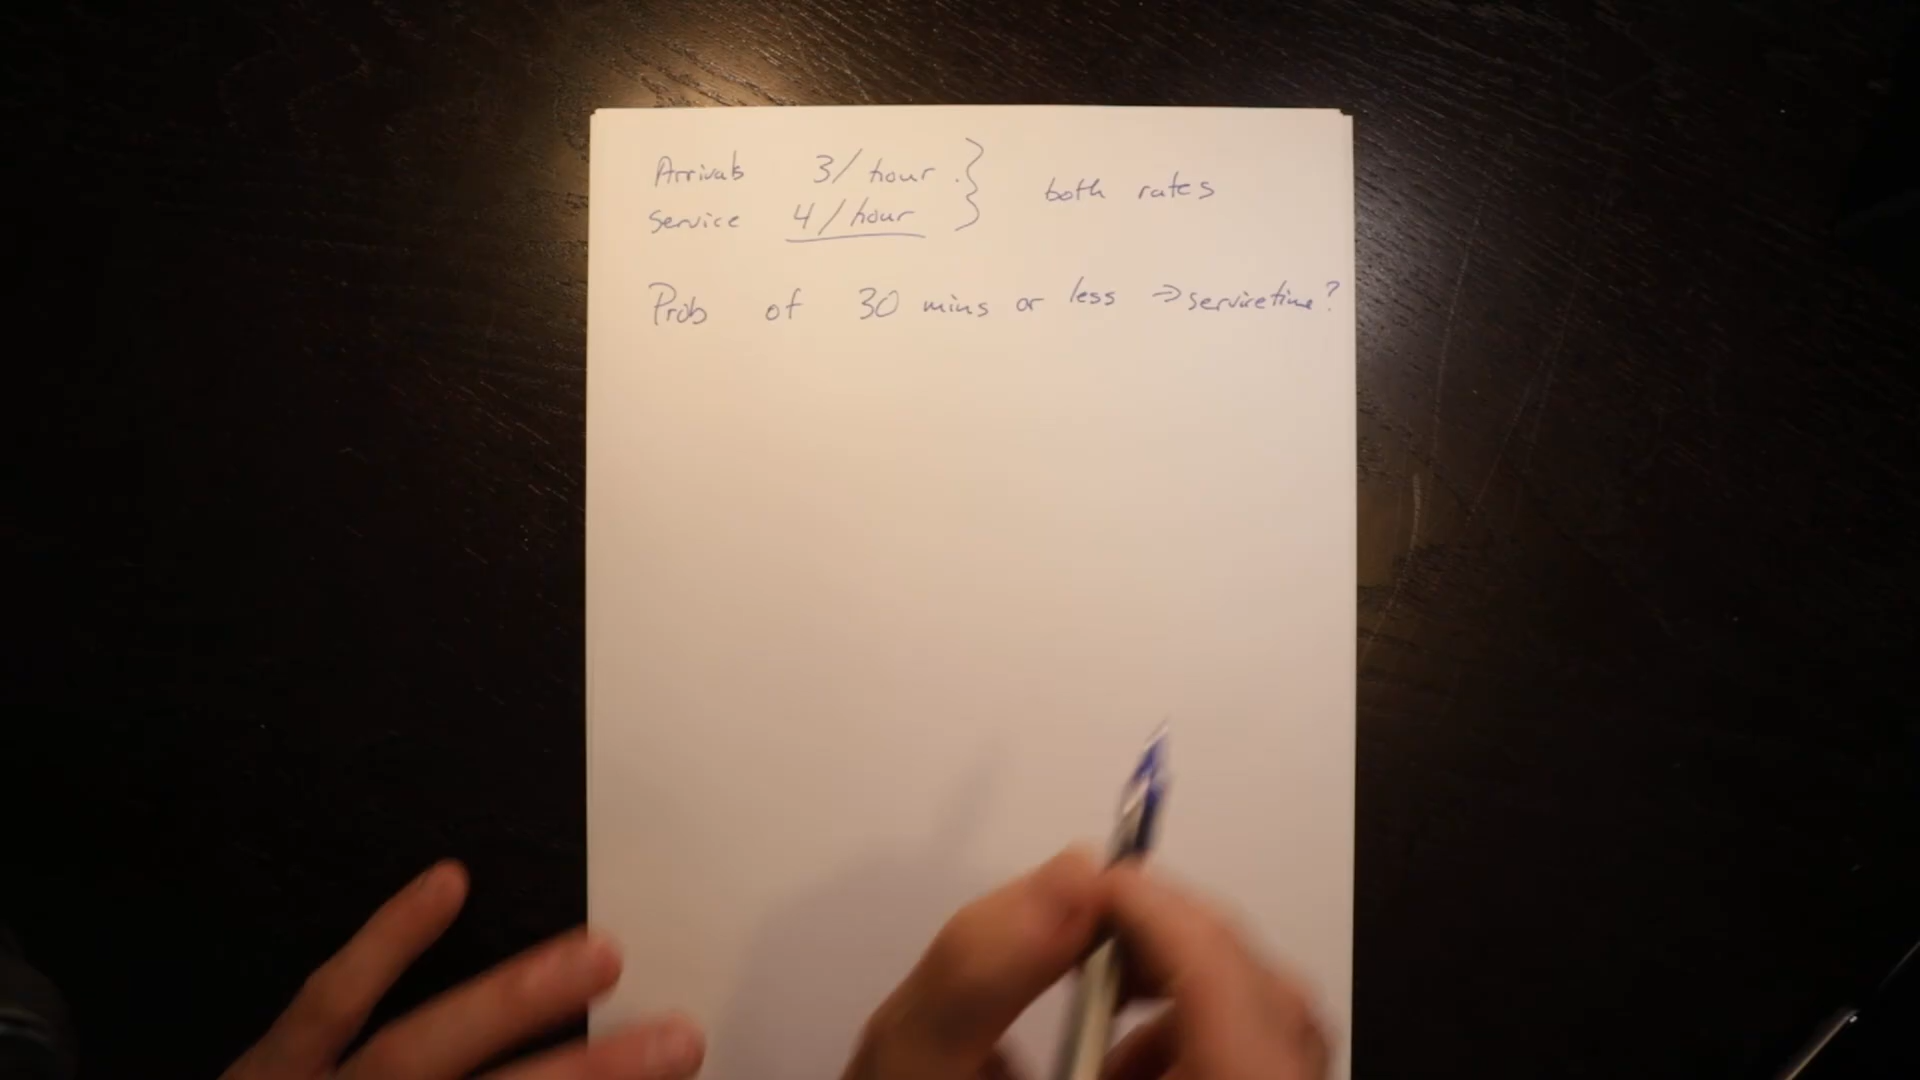 Arrivals 3/hour } both rates
Service 4/hour
Prob of 30 mins or less → servicetime?